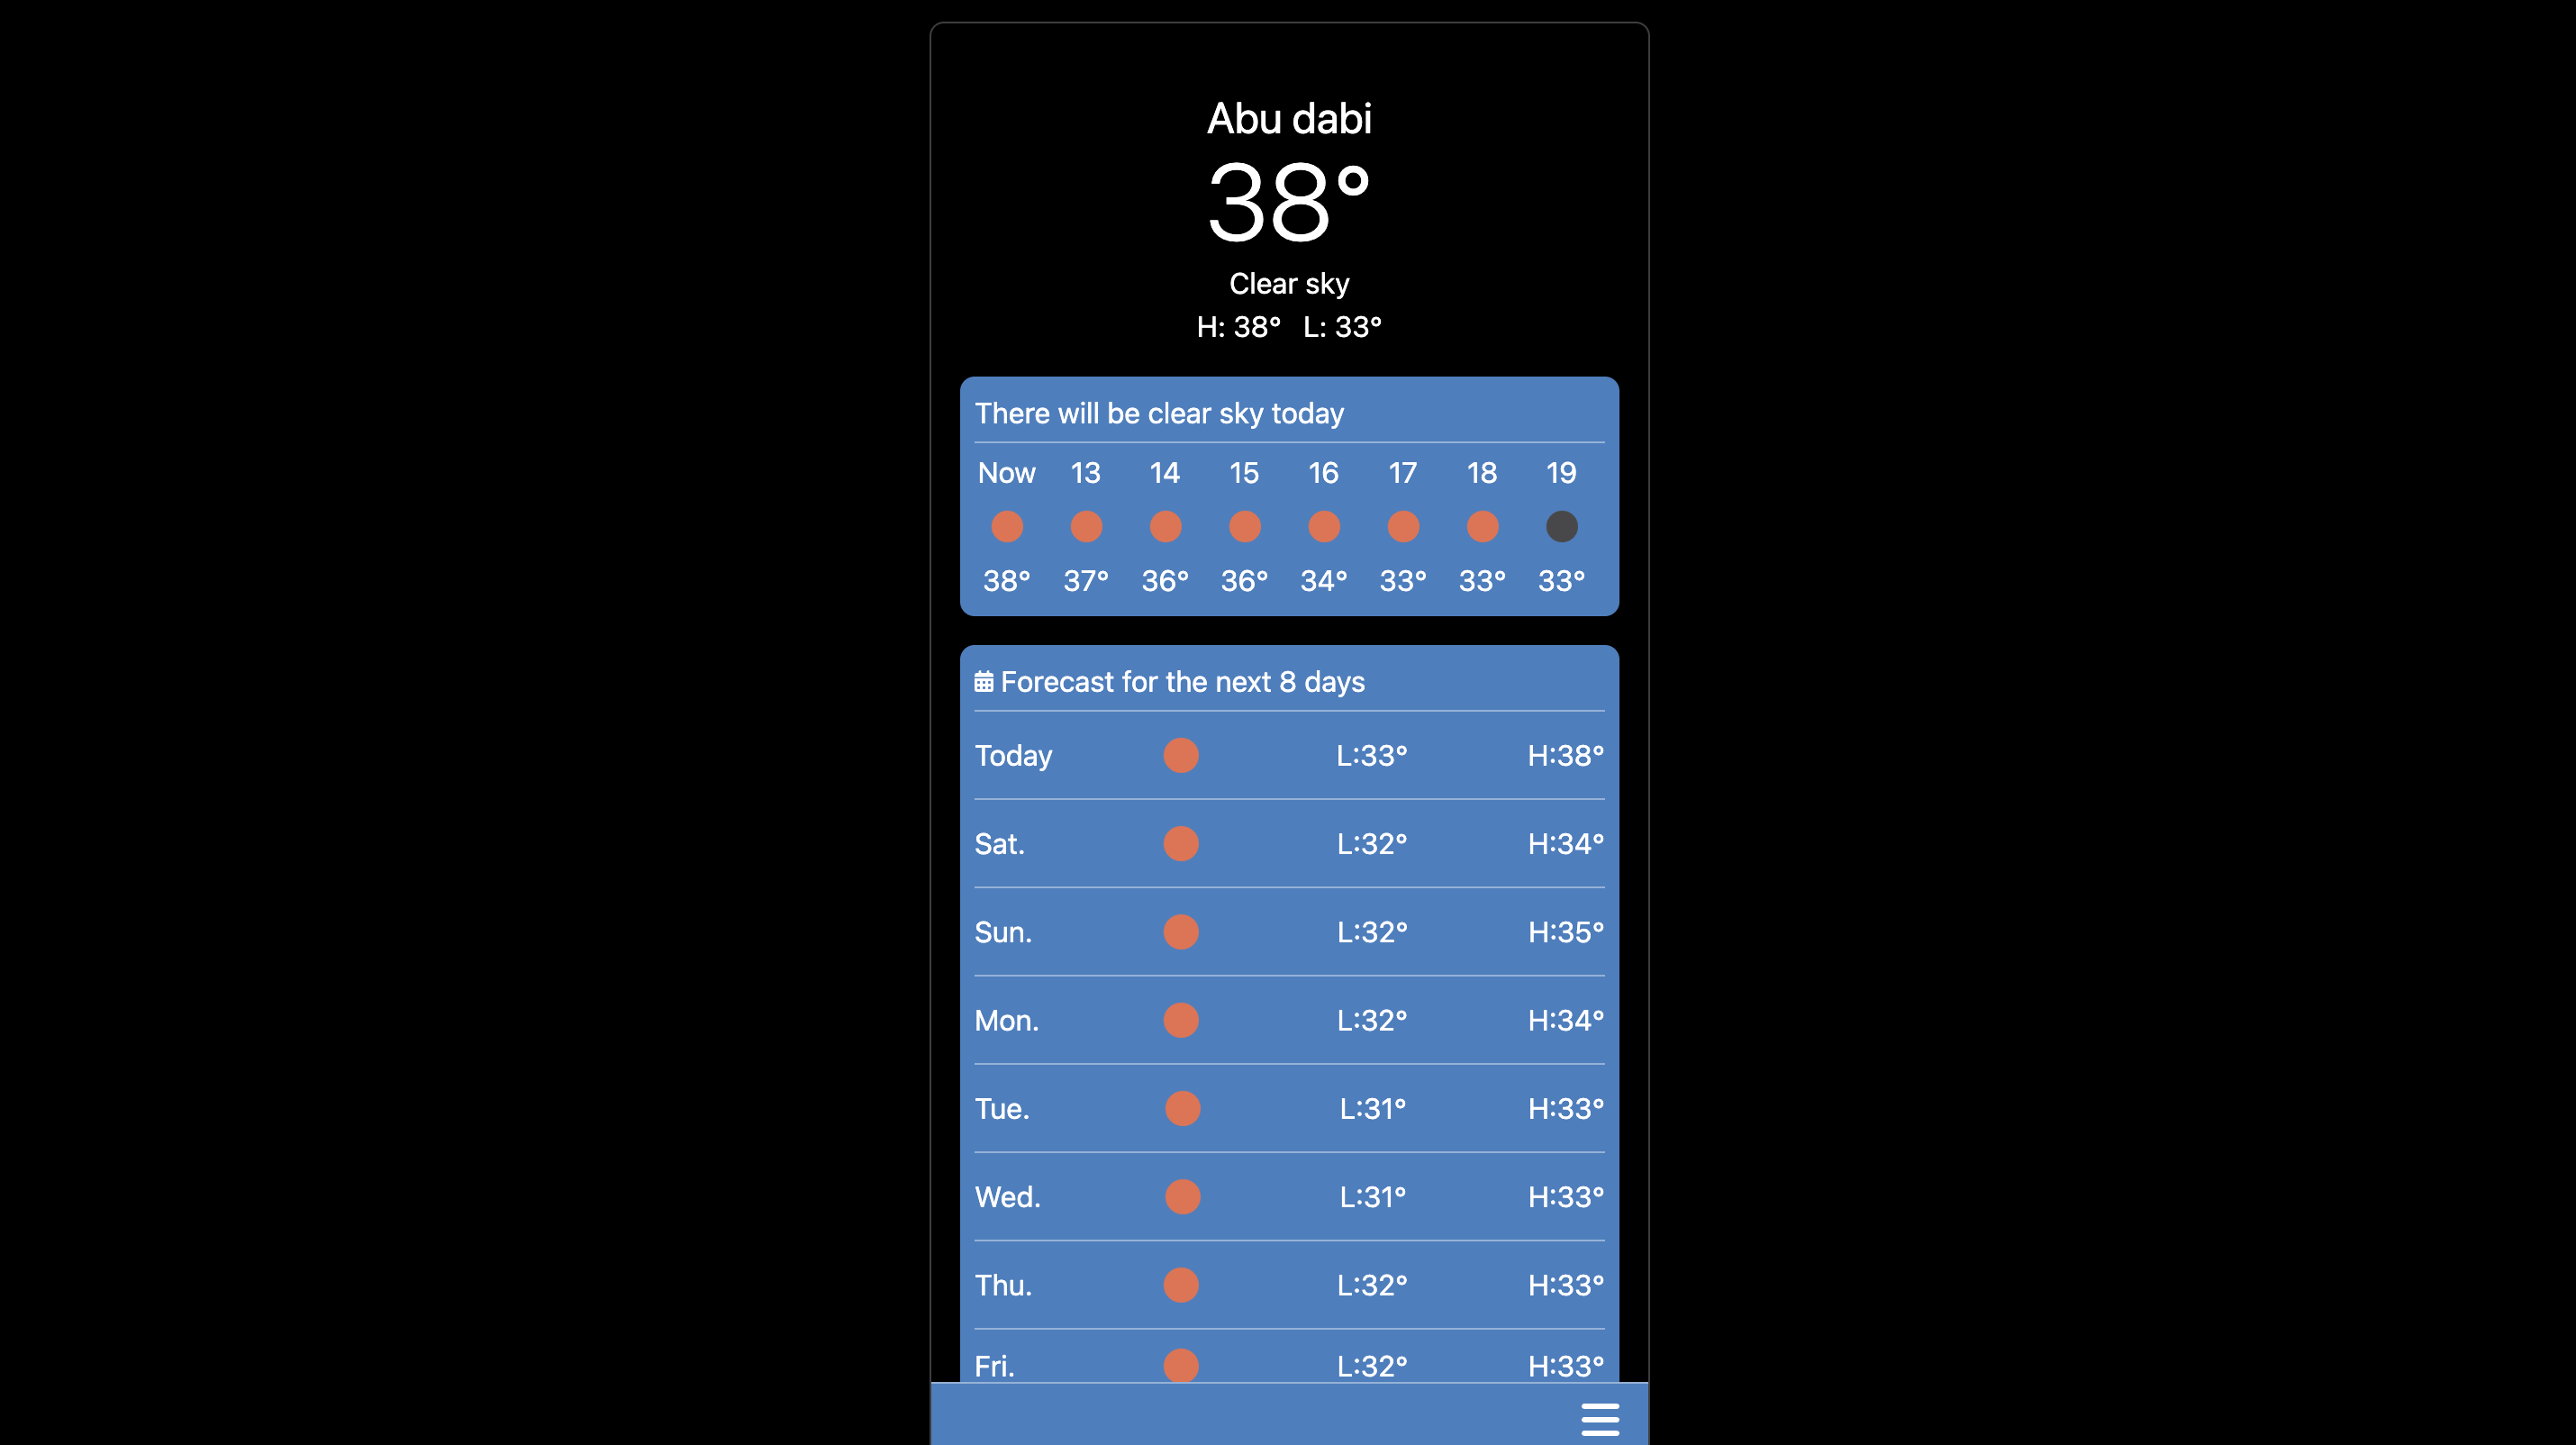 Abu dabi
38°
Clear sky
H: 38° L: 33°
There will be clear sky today
Now 13 14 15 16 17 18 19
38° 37° 36° 36° 34° 33° 33° 33°
Forecast for the next 8 days
Today L:33° H:38°
Sat. L:32° H:34°
Sun. L:32° H:35°
Mon. L:32° H:34°
Tue. L:31° H:33°
Wed. L:31° H:33°
Thu. L:32° H:33°
Fri. L:32° H:33°